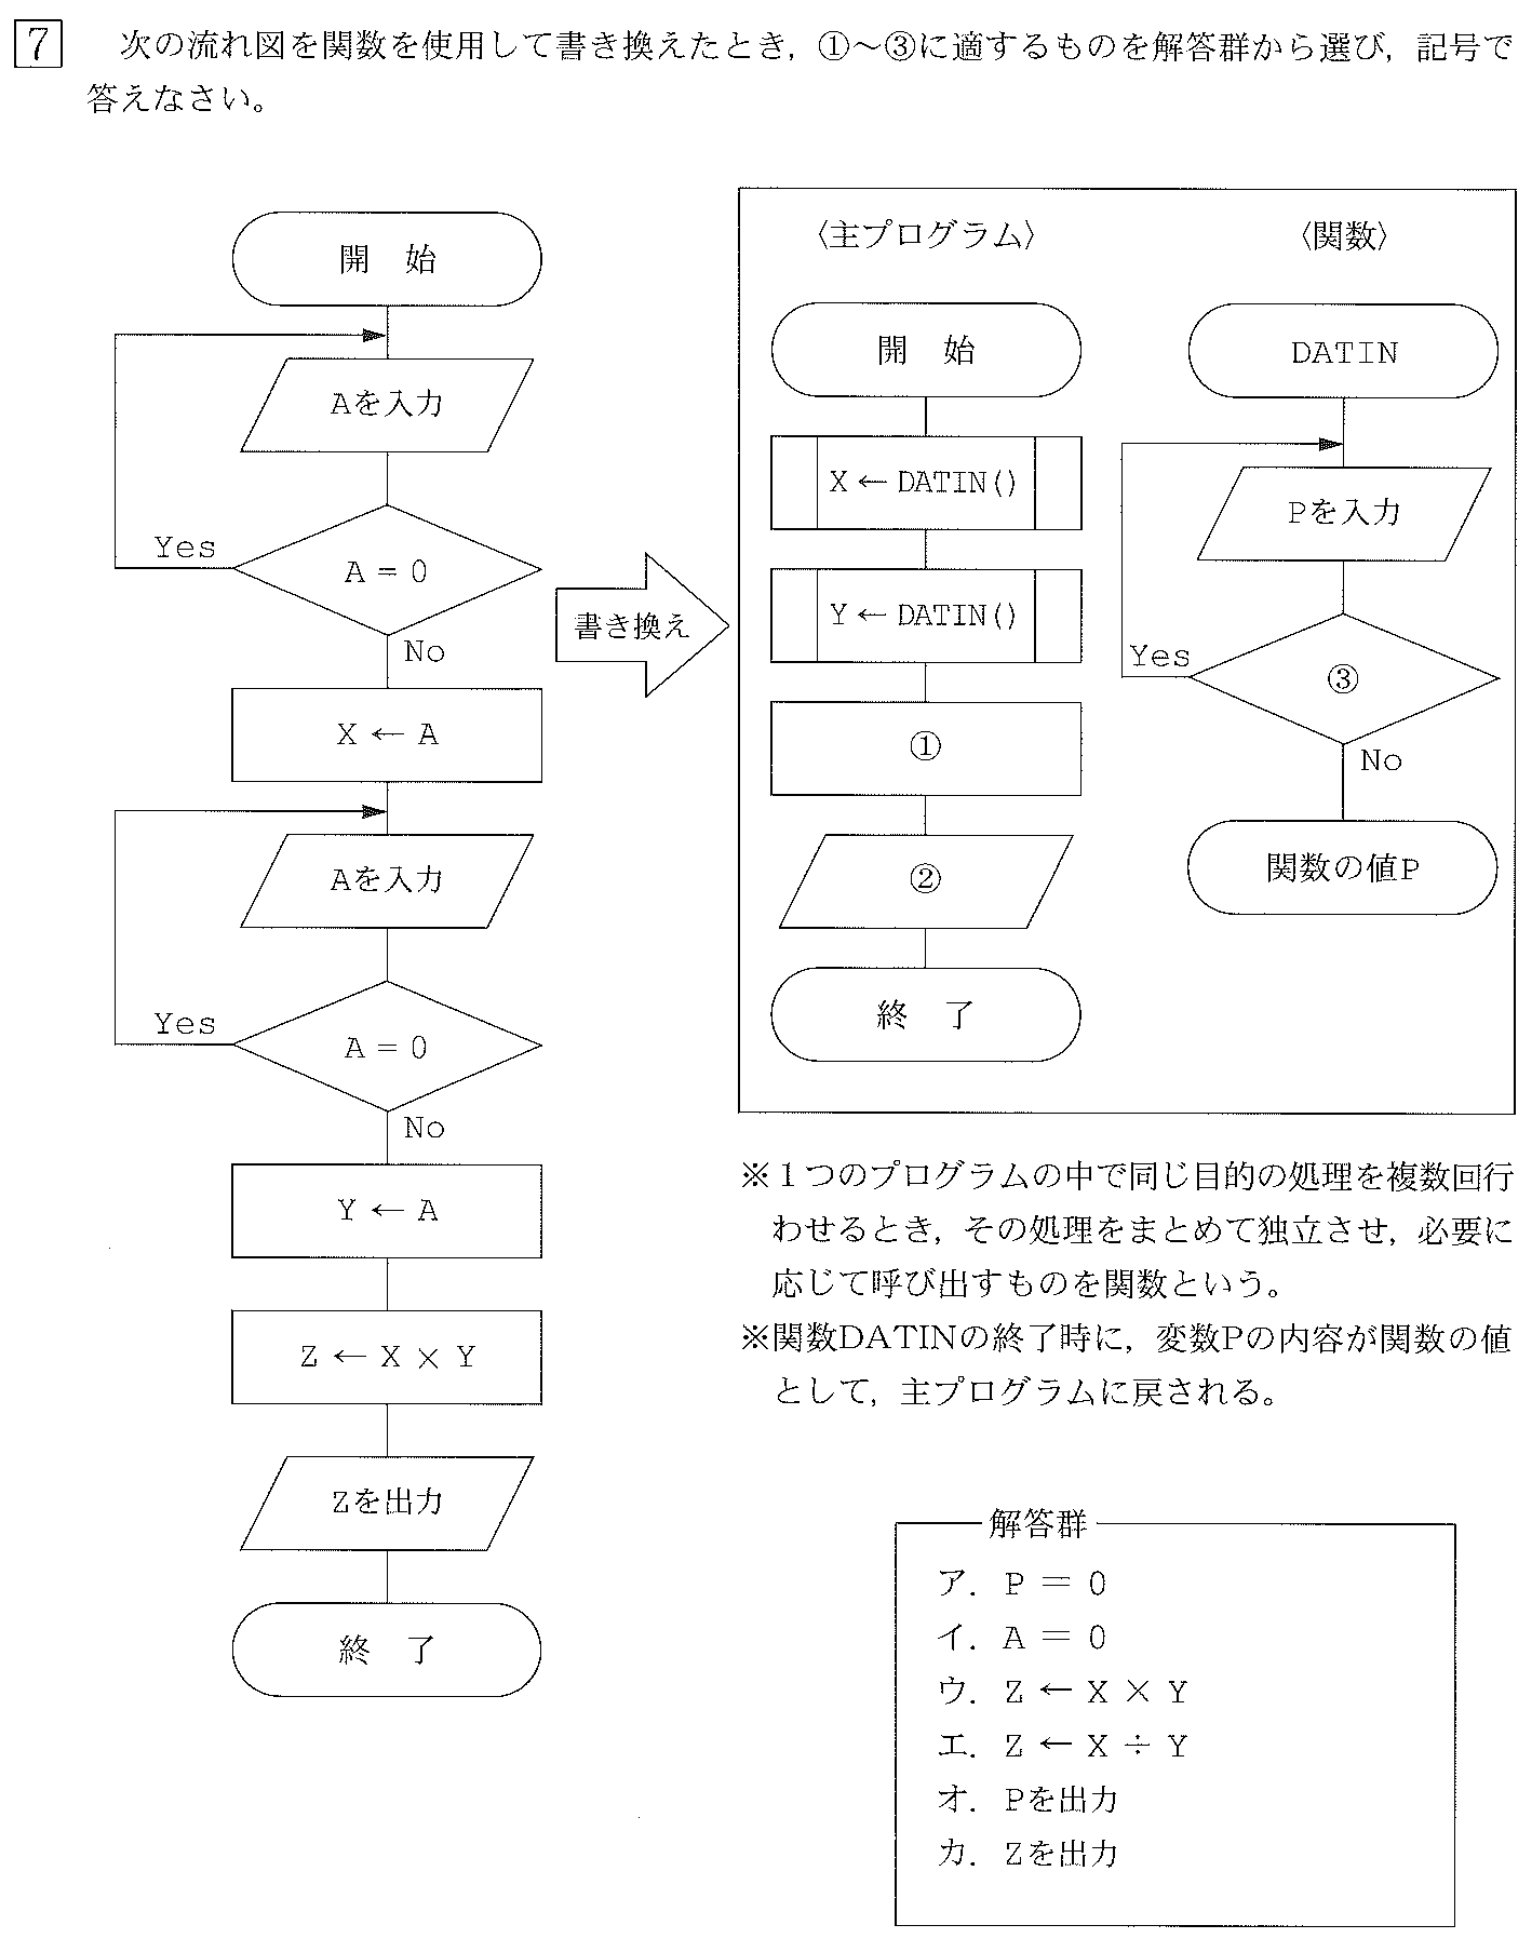 7 次の流れ図を関数を使用して書き換えたとき，①～③に適するものを解答群から選び，記号で
答えなさい。
開　始
Aを入力
Yes
A = 0
No
X ← A
Aを入力
Yes
A = 0
No
Y ← A
Z ← X × Y
Zを出力
終　了
書き換え
〈主プログラム〉
開　始
X ← DATIN()
Y ← DATIN()
①
②
終　了
〈関数〉
DATIN
Pを入力
Yes
③
No
関数の値P
※１つのプログラムの中で同じ目的の処理を複数回行
わせるとき，その処理をまとめて独立させ，必要に
応じて呼び出すものを関数という。
※関数DATINの終了時に，変数Pの内容が関数の値
として，主プログラムに戻される。
解答群
ア． P ＝ 0
イ． A ＝ 0
ウ． Z ← X × Y
エ． Z ← X ÷ Y
オ． Pを出力
カ． Zを出力